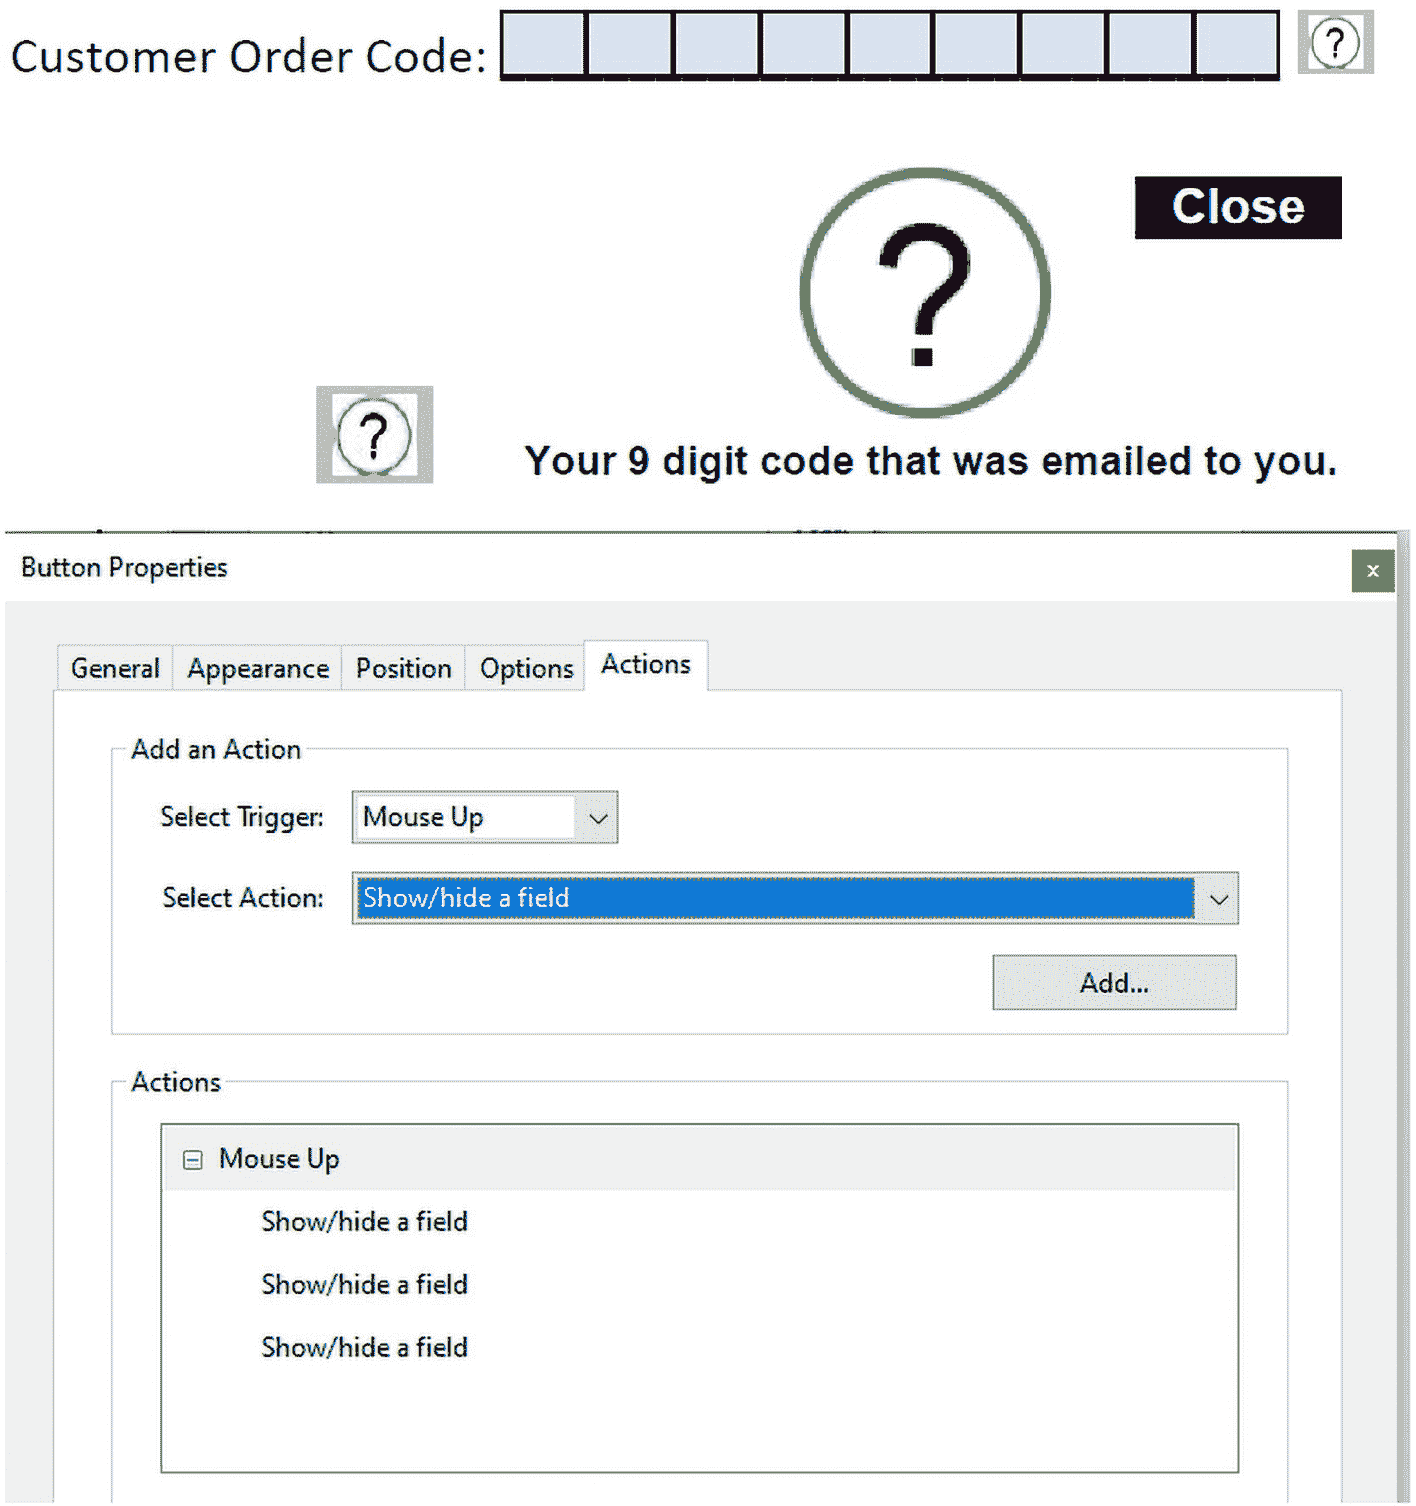 Customer Order Code:
?
Close
?
?
Your 9 digit code that was emailed to you.
Button Properties
x
General Appearance Position Options Actions
Add an Action
Select Trigger: Mouse Up
Select Action: Show/hide a field
Add...
Actions
Mouse Up
Show/hide a field
Show/hide a field
Show/hide a field